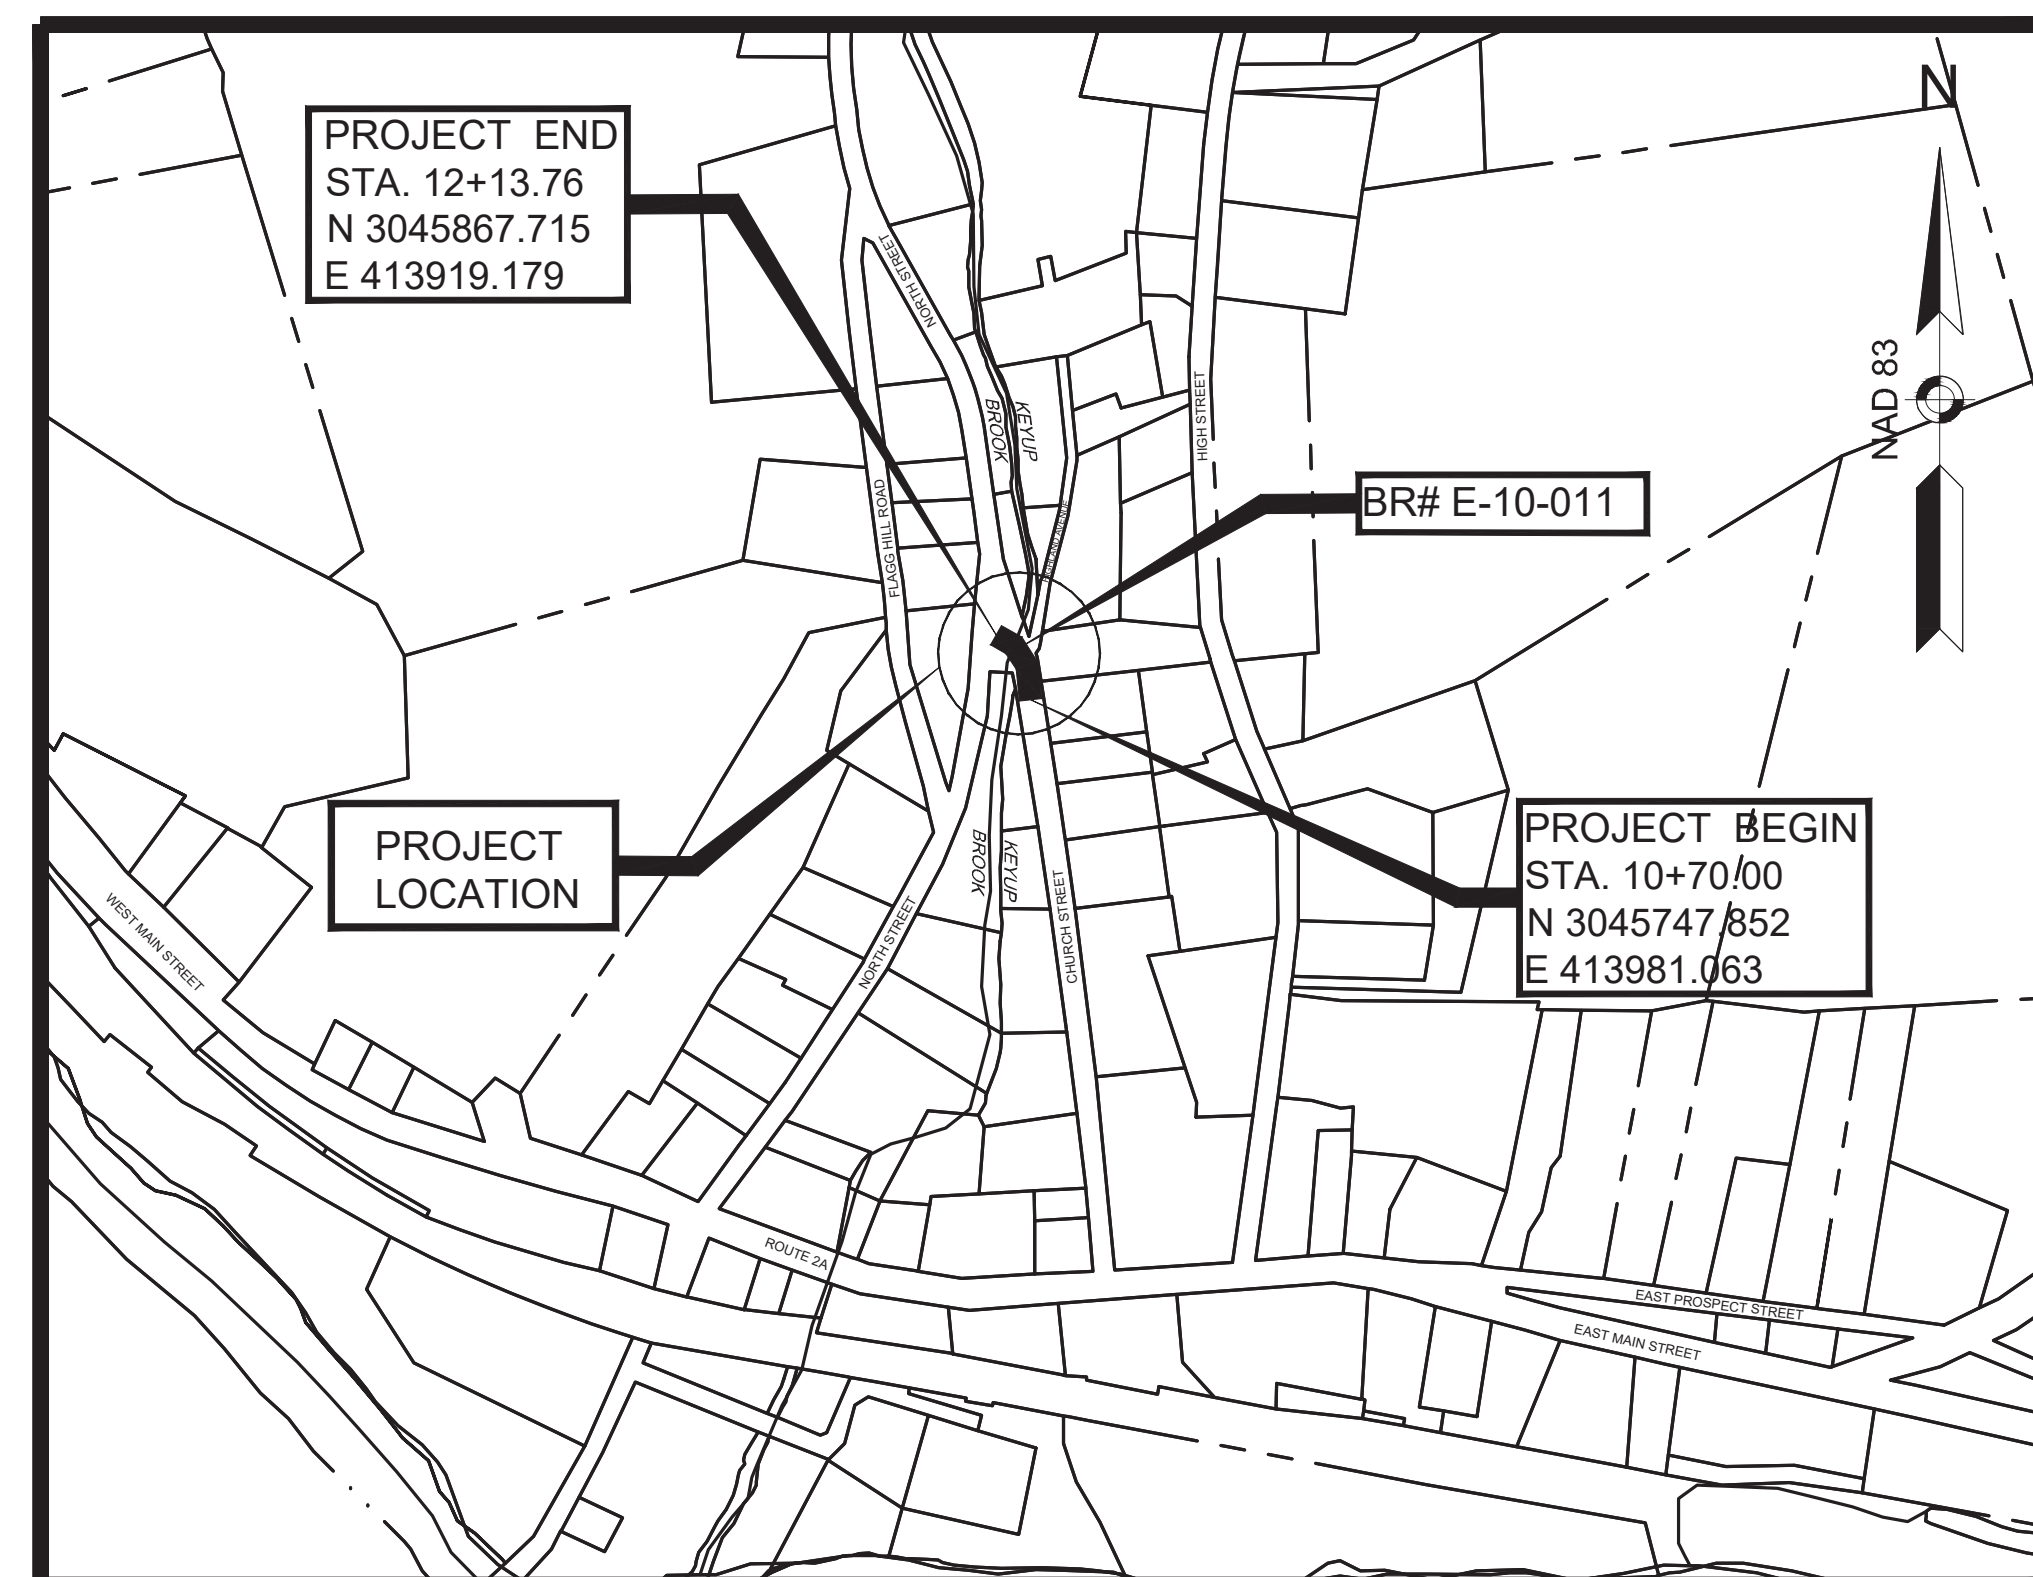 N
PROJECT END
STA. 12+13.76
N 3045867.715
E 413919.179
NORTH STREET
NAD 83
HIGH STREET
KEYUP
BROOK
FLAGG HILL ROAD
BR# E-10-011
HIGHLAND AVENUE
PROJECT
LOCATION
PROJECT BEGIN
STA. 10+70.00
N 3045747.852
E 413981.063
KEYUP
BROOK
WEST MAIN STREET
NORTH STREET
CHURCH STREET
ROUTE 2A
EAST PROSPECT STREET
EAST MAIN STREET